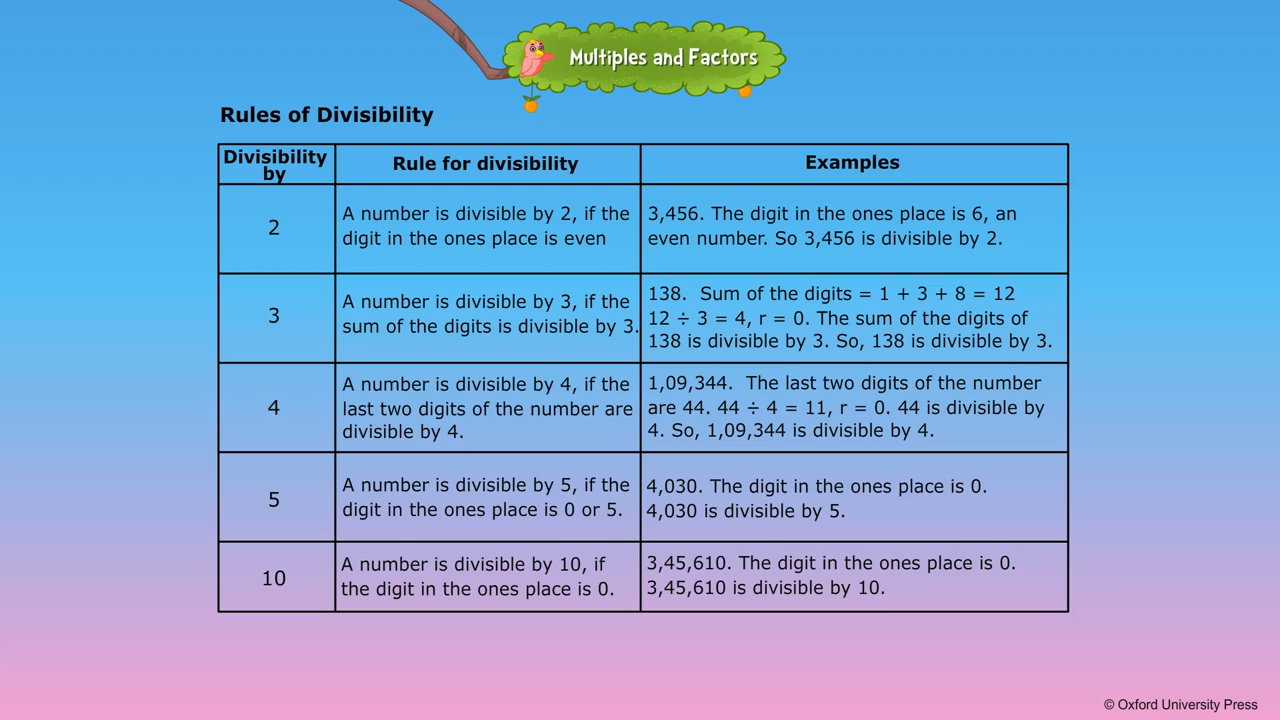 Multiples and Factors
Rules of Divisibility
Divisibility
by
Rule for divisibility
Examples
2
A number is divisible by 2, if the
digit in the ones place is even
3,456. The digit in the ones place is 6, an
even number. So 3,456 is divisible by 2.
3
A number is divisible by 3, if the
sum of the digits is divisible by 3.
138.  Sum of the digits = 1 + 3 + 8 = 12
12 ÷ 3 = 4, r = 0. The sum of the digits of
138 is divisible by 3. So, 138 is divisible by 3.
4
A number is divisible by 4, if the
last two digits of the number are
divisible by 4.
1,09,344.  The last two digits of the number
are 44. 44 ÷ 4 = 11, r = 0. 44 is divisible by
4. So, 1,09,344 is divisible by 4.
5
A number is divisible by 5, if the
digit in the ones place is 0 or 5.
4,030. The digit in the ones place is 0.
4,030 is divisible by 5.
10
A number is divisible by 10, if
the digit in the ones place is 0.
3,45,610. The digit in the ones place is 0.
3,45,610 is divisible by 10.
© Oxford University Press